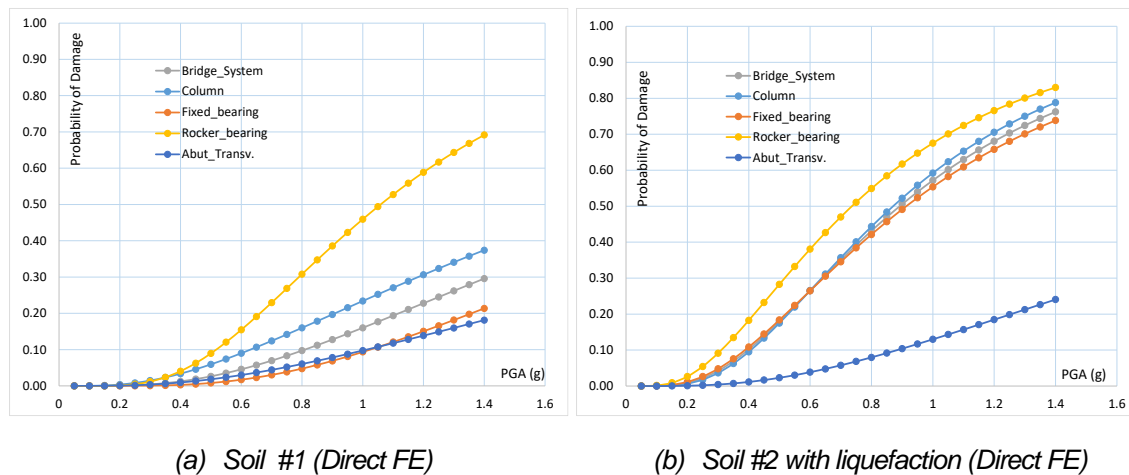 1.00
0.90
0.80
0.70
0.60
0.50
0.40
0.30
0.20
0.10
0.00
0
0.2
0.4
0.6
0.8
1
1.2
1.4
1.6
Probability of Damage
Bridge_System
Column
Fixed_bearing
Rocker_bearing
Abut_Transv.
PGA (g)
(a) Soil #1 (Direct FE)
1.00
0.90
0.80
0.70
0.60
0.50
0.40
0.30
0.20
0.10
0.00
0
0.2
0.4
0.6
0.8
1
1.2
1.4
1.6
Probability of Damage
Bridge_System
Column
Fixed_bearing
Rocker_bearing
Abut_Transv.
PGA (g)
(b) Soil #2 with liquefaction (Direct FE)